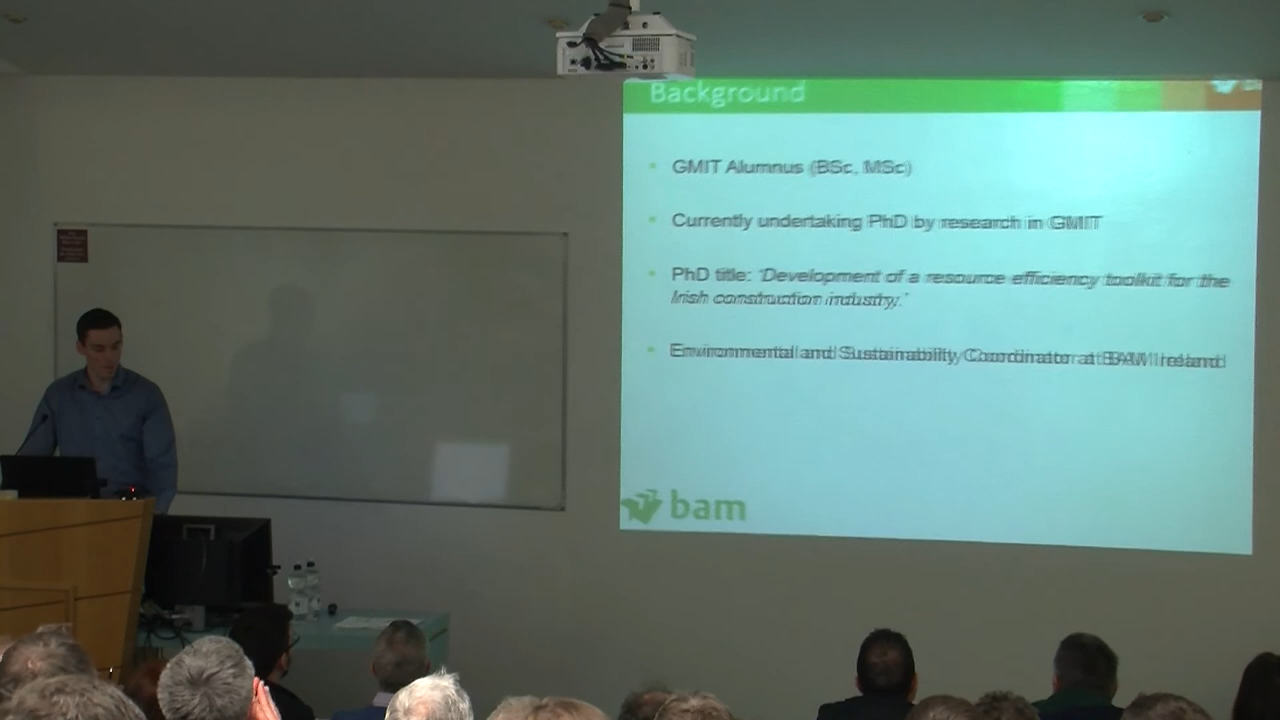 Background
GMIT Alumnus (BSc, MSc)
Currently undertaking PhD by research in GMIT
PhD title: 'Development of a resource efficiency toolkit for the
Irish construction industry.'
Environmental and Sustainability Coordinator at BAM Ireland
bam